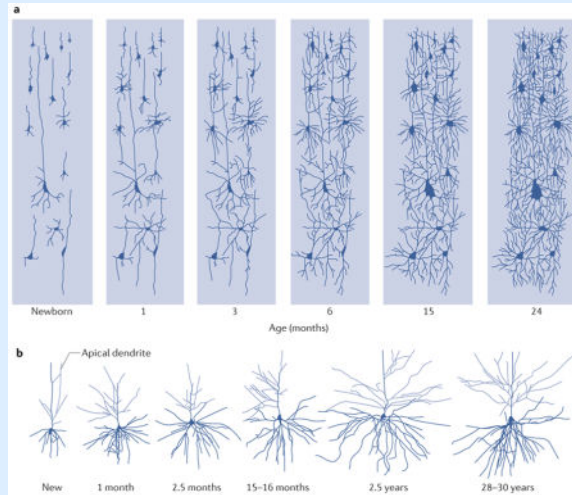 a
Newborn 1 3 6 15 24
Age (months)
b
Apical dendrite
New 1 month 2.5 months 15–16 months 2.5 years 28–30 years